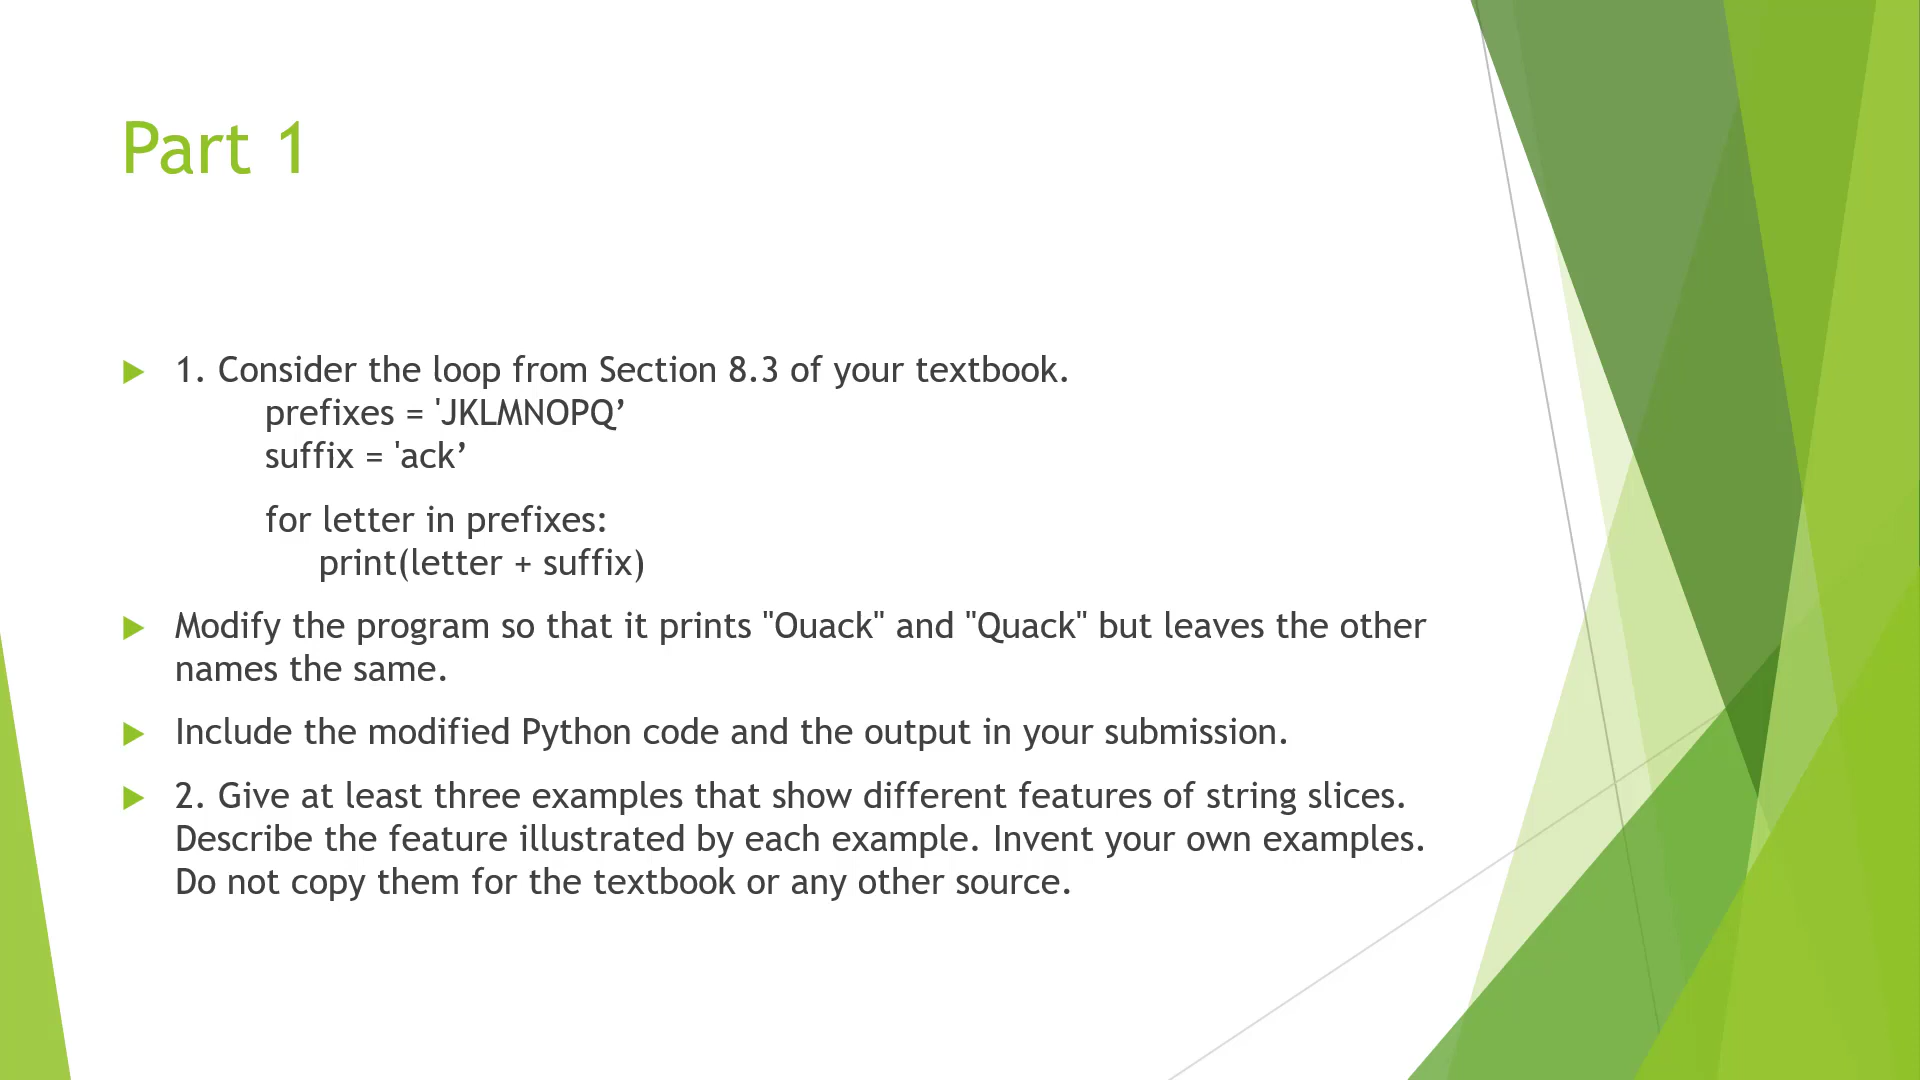 Part 1
1. Consider the loop from Section 8.3 of your textbook.
prefixes = 'JKLMNOPQ’
suffix = 'ack’
for letter in prefixes:
print(letter + suffix)
Modify the program so that it prints "Ouack" and "Quack" but leaves the other
names the same.
Include the modified Python code and the output in your submission.
2. Give at least three examples that show different features of string slices.
Describe the feature illustrated by each example. Invent your own examples.
Do not copy them for the textbook or any other source.